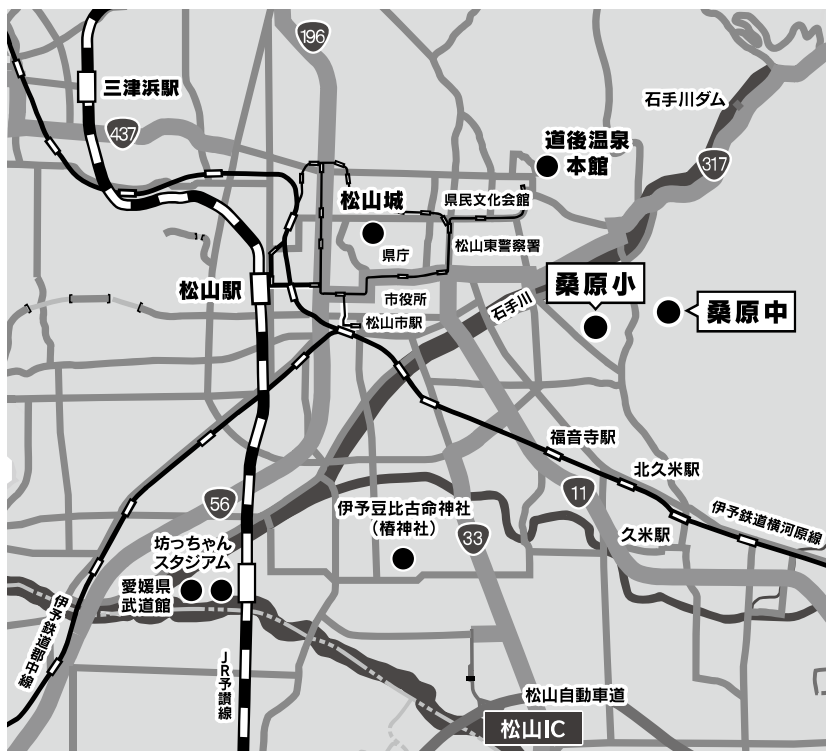 196
三津浜駅
石手川ダム
437
道後温泉
本館
317
松山城
県民文化会館
県庁
松山東警察署
松山駅
市役所
石手川
桑原小
桑原中
松山市駅
福音寺駅
北久米駅
56
11
伊予鉄道横河原線
伊予豆比古命神社
(椿神社)
33
久米駅
坊っちゃん
スタジアム
愛媛県
武道館
伊予鉄道郡中線
JR予讃線
松山自動車道
松山IC